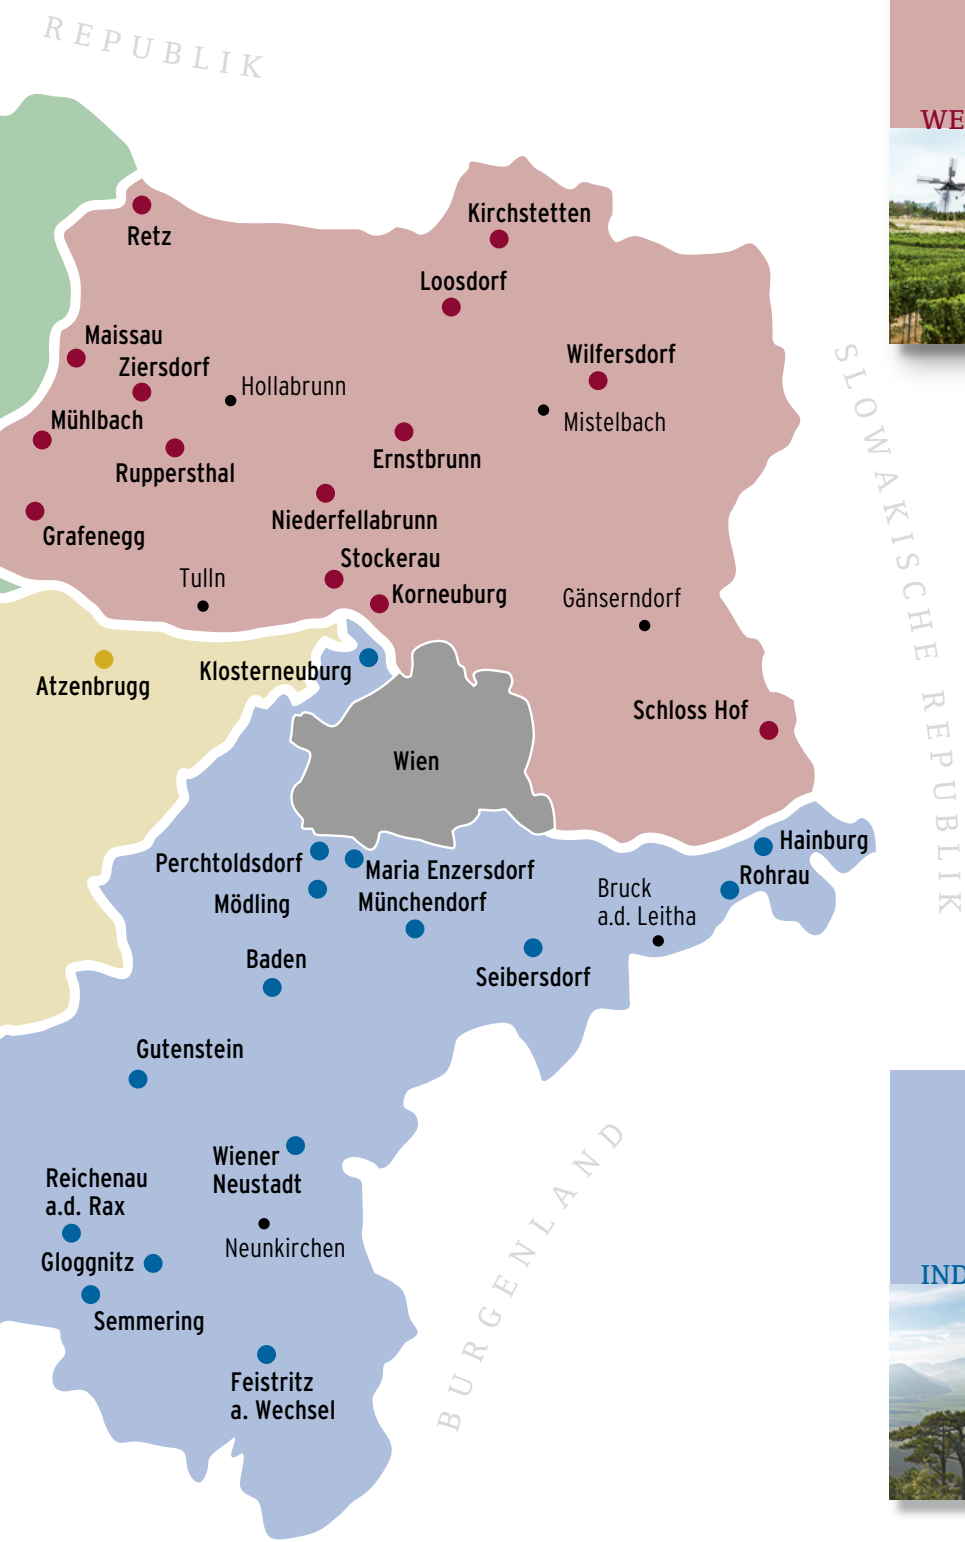 REPUBLIK
WE
Kirchstetten
Retz
Loosdorf
Maissau
Ziersdorf
Wilfersdorf
Hollabrunn
Mistelbach
Mühlbach
Ruppersthal
Ernstbrunn
Niederfellabrunn
Grafenegg
Stockerau
Tulln
Korneuburg
Gänserndorf
SLOWAKISCHE REPUBLIK
Klosterneuburg
Atzenbrugg
Schloss Hof
Wien
Hainburg
Perchtoldsdorf
Maria Enzersdorf
Rohrau
Bruck
a.d. Leitha
Mödling
Münchendorf
Baden
Seibersdorf
Gutenstein
Wiener
Neustadt
Reichenau
a.d. Rax
Neunkirchen
Gloggnitz
Semmering
BURGENLAND
IND
Feistritz
a. Wechsel